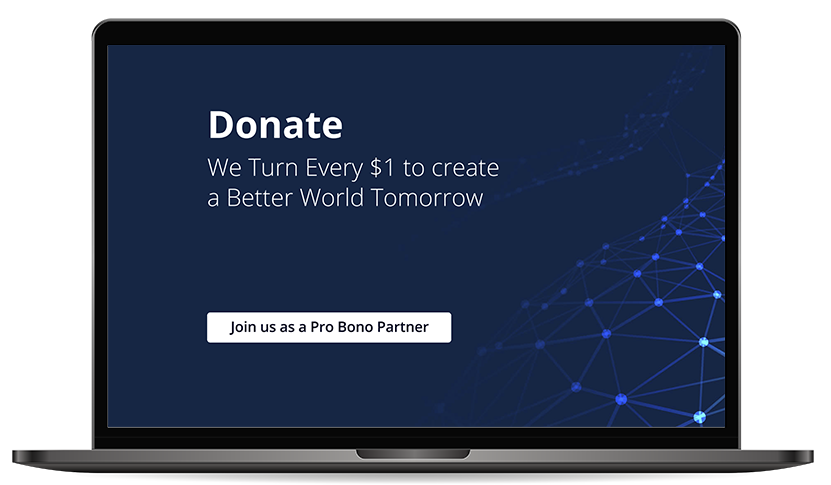 Donate
We Turn Every $1 to create
a Better World Tomorrow
Join us as a Pro Bono Partner